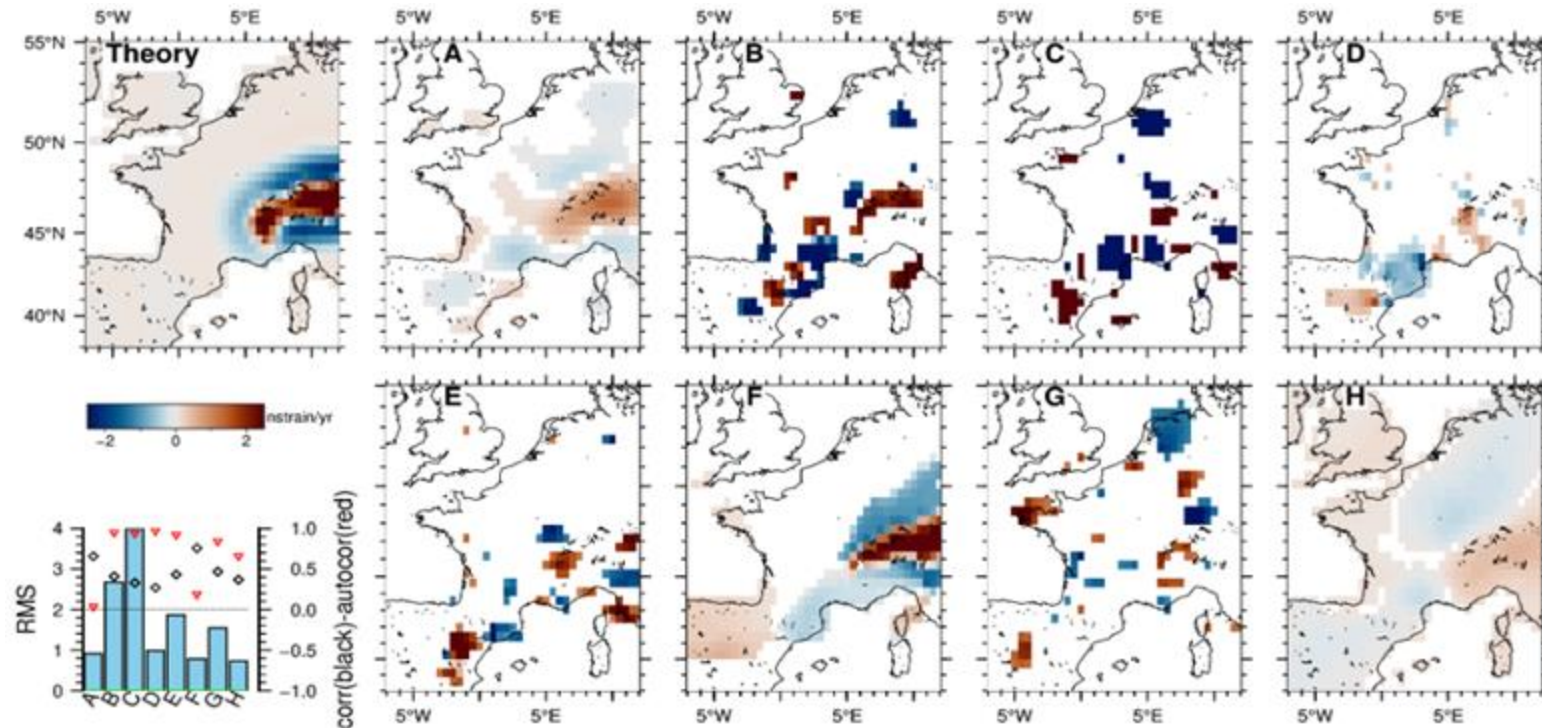 5°W 5°E 5°W 5°E 5°W 5°E 5°W 5°E 5°W 5°E
55°N Theory A B C D
50°N
45°N
40°N
nstrain/yr
−2 0 2
E F G H
4 1.0
3 0.5
2 0.0
1 −0.5
0 −1.0
RMS
corr(black)-autocor(red)
A B C D E F G H
5°W 5°E 5°W 5°E 5°W 5°E 5°W 5°E